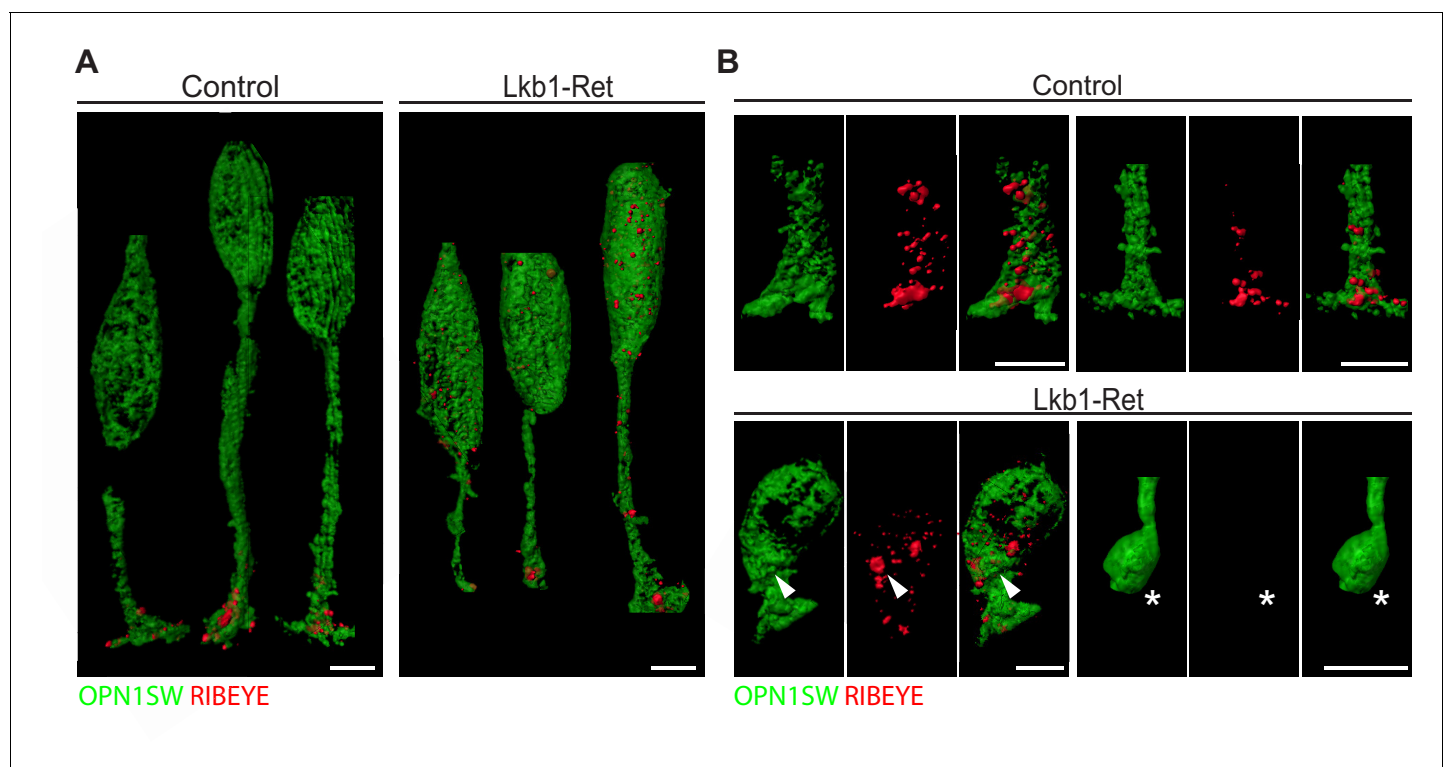 A
Control
Lkb1-Ret
OPN1SW RIBEYE
B
Control
Lkb1-Ret
* * *
OPN1SW RIBEYE